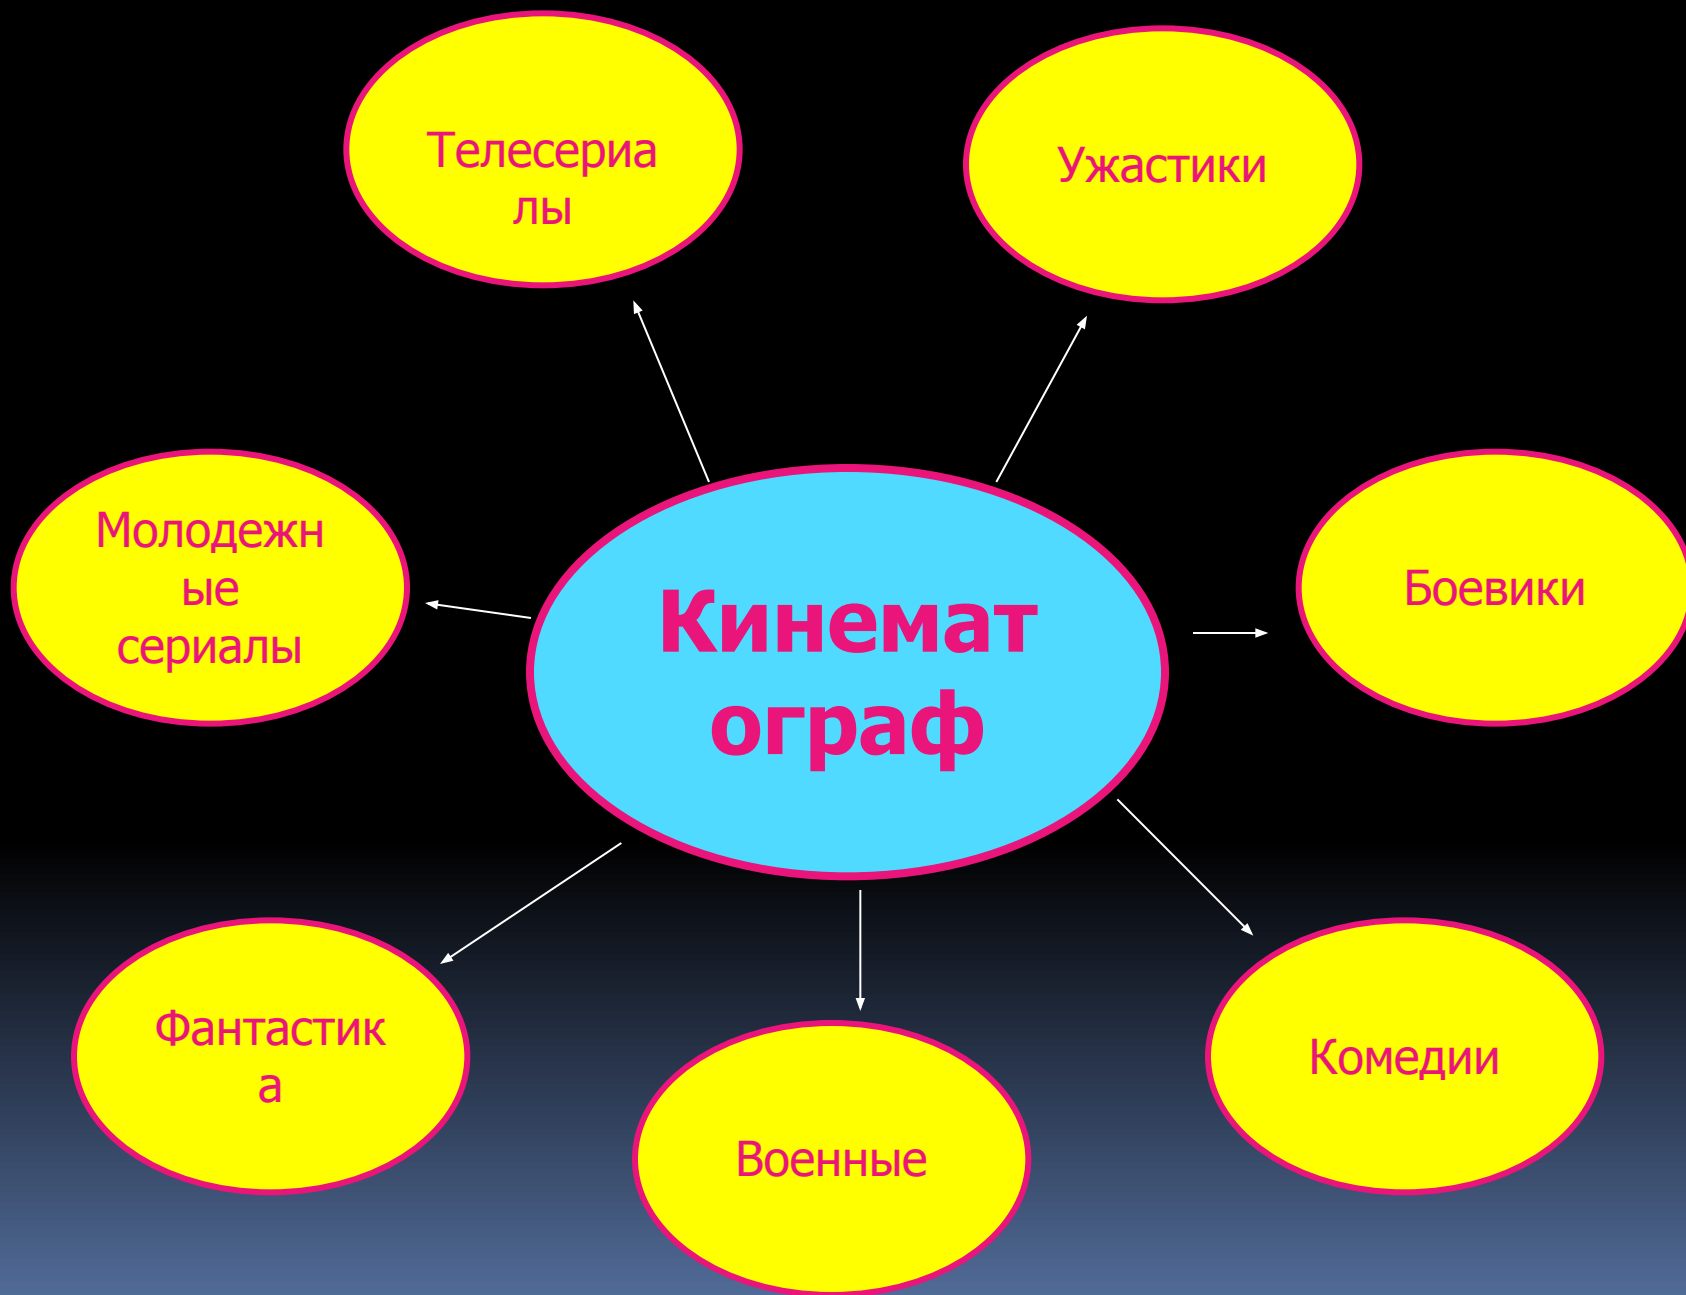 Телесериа
лы
Ужастики
Молодежн
ые
сериалы
Кинемат
ограф
Боевики
Фантастик
а
Военные
Комедии